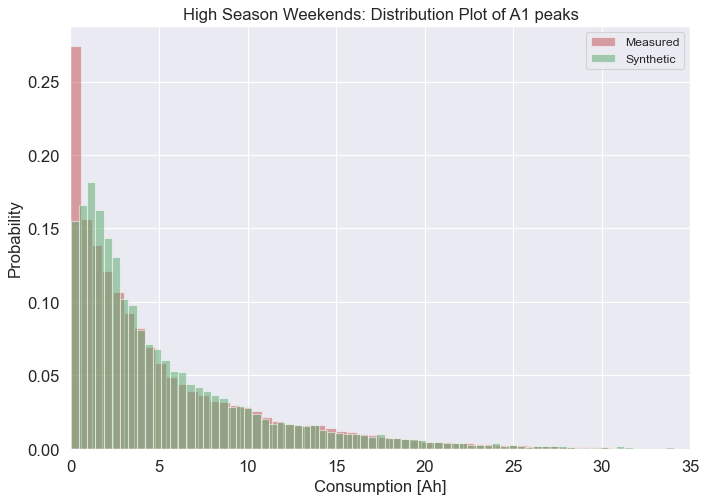 High Season Weekends: Distribution Plot of A1 peaks
Measured
Synthetic
Probability
0.25
0.20
0.15
0.10
0.05
0.00
0 5 10 15 20 25 30 35
Consumption [Ah]